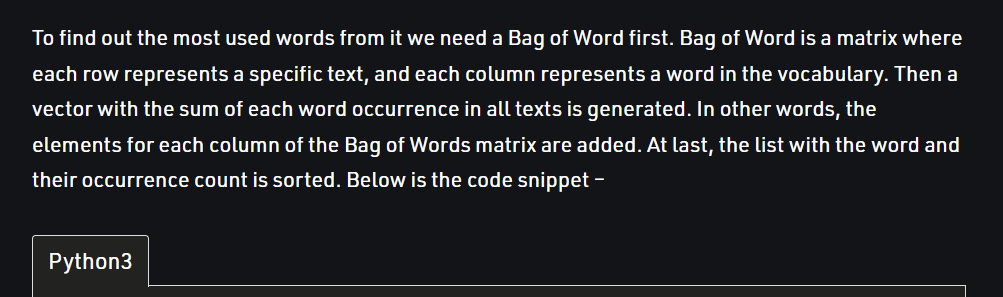 To find out the most used words from it we need a Bag of Word first. Bag of Word is a matrix where
each row represents a specific text, and each column represents a word in the vocabulary. Then a
vector with the sum of each word occurrence in all texts is generated. In other words, the
elements for each column of the Bag of Words matrix are added. At last, the list with the word and
their occurrence count is sorted. Below is the code snippet –
Python3